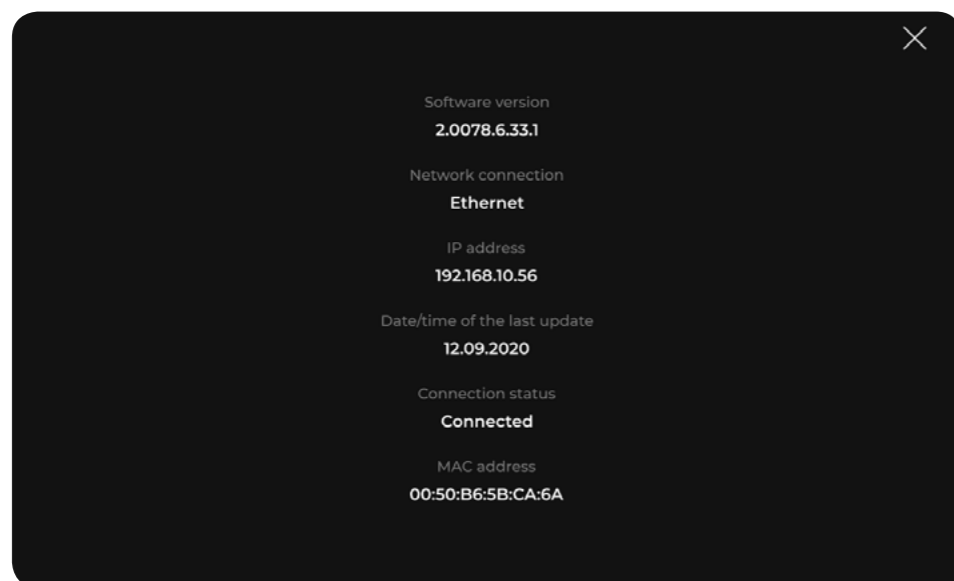 Software version
2.0078.6.33.1
Network connection
Ethernet
IP address
192.168.10.56
Date/time of the last update
12.09.2020
Connection status
Connected
MAC address
00:50:B6:5B:CA:6A